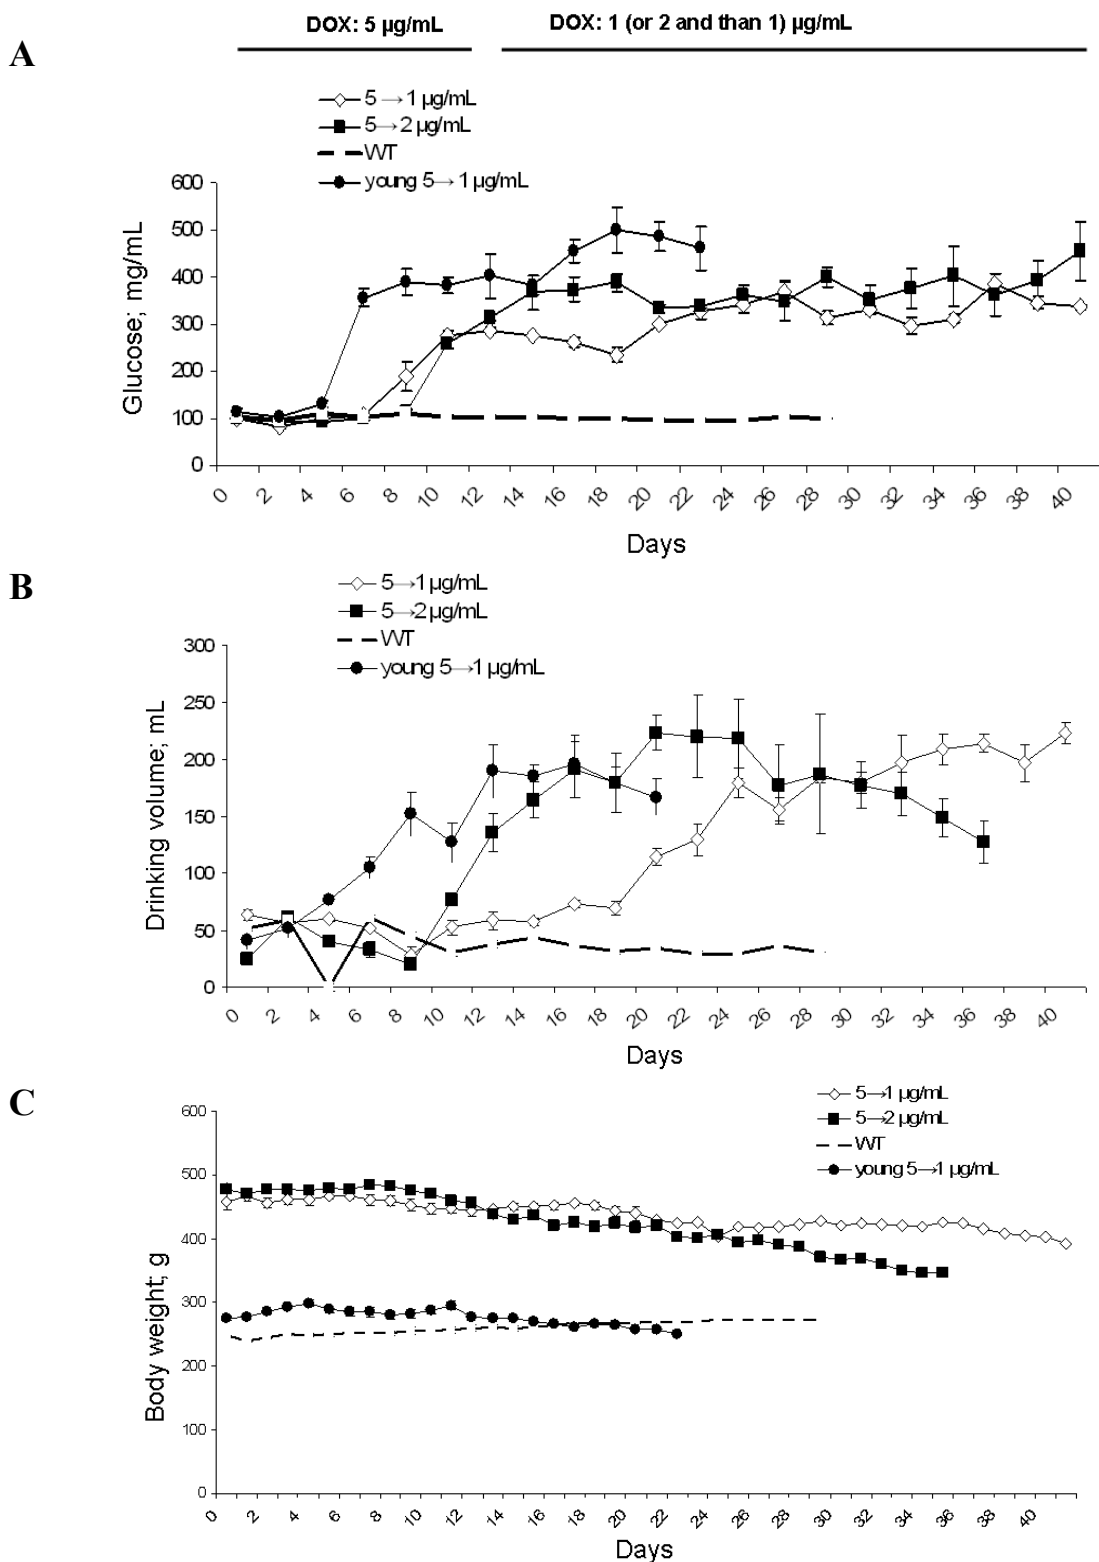 DOX: 5 µg/mL
DOX: 1 (or 2 and than 1) µg/mL
A
5 → 1 µg/mL
5→ 2 µg/mL
WT
young 5→ 1 µg/mL
Glucose; mg/mL
600
500
400
300
200
100
0
0 2 4 6 8 10 12 14 16 18 20 22 24 26 28 30 32 34 36 38 40
Days
B
5→1 µg/mL
5→2 µg/mL
WT
young 5→1 µg/mL
Drinking volume; mL
300
250
200
150
100
50
0
0 2 4 6 8 10 12 14 16 18 20 22 24 26 28 30 32 34 36 38 40
Days
C
5→1 µg/mL
5→2 µg/mL
WT
young 5→1 µg/mL
Body weight; g
600
500
400
300
200
100
0
0 2 4 6 8 10 12 14 16 18 20 22 24 26 28 30 32 34 36 38 40
Days